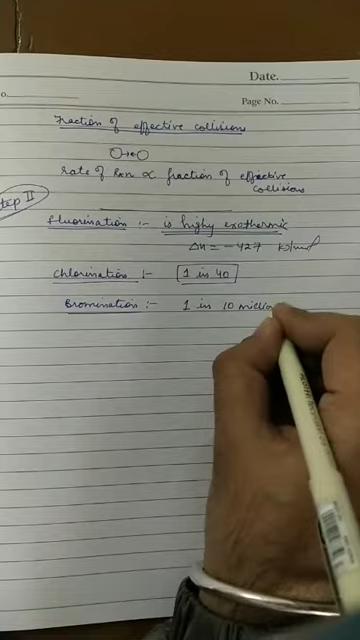 Date.
o.
Page No.
Fraction of effective collisions
rate of Rxn ∝ fraction of effective
collisions
tep II
Fluorination :- is highly exothermic
ΔH = -427 KJ/mol
Chlorination :- 1 in 40
Bromination :- 1 in 10 million